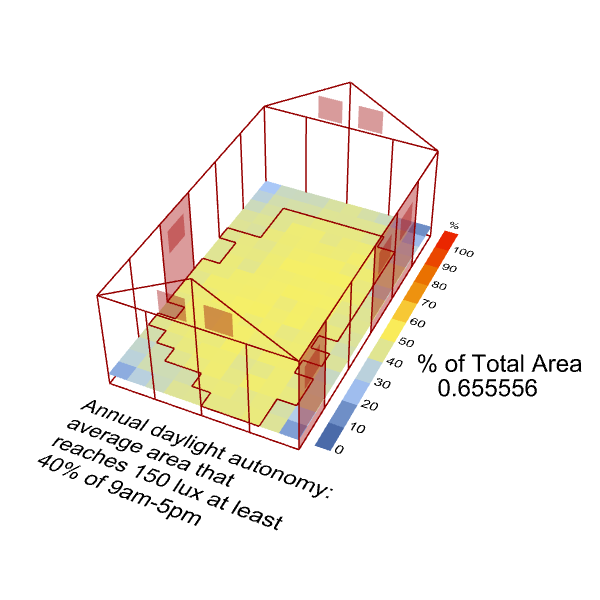 %
100
90
80
70
60
50
40
30
20
10
0
% of Total Area
0.655556
Annual daylight autonomy:
average area that
reaches 150 lux at least
40% of 9am-5pm